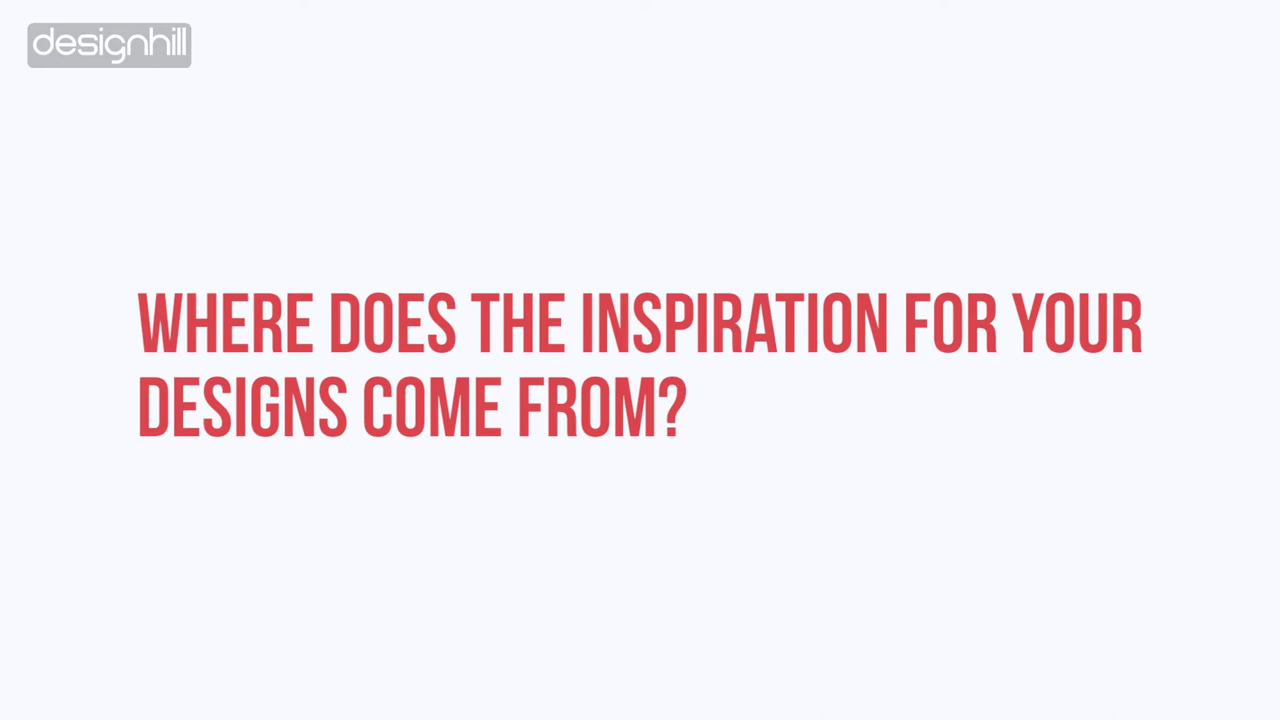 designhill
WHERE DOES THE INSPIRATION FOR YOUR
DESIGNS COME FROM?